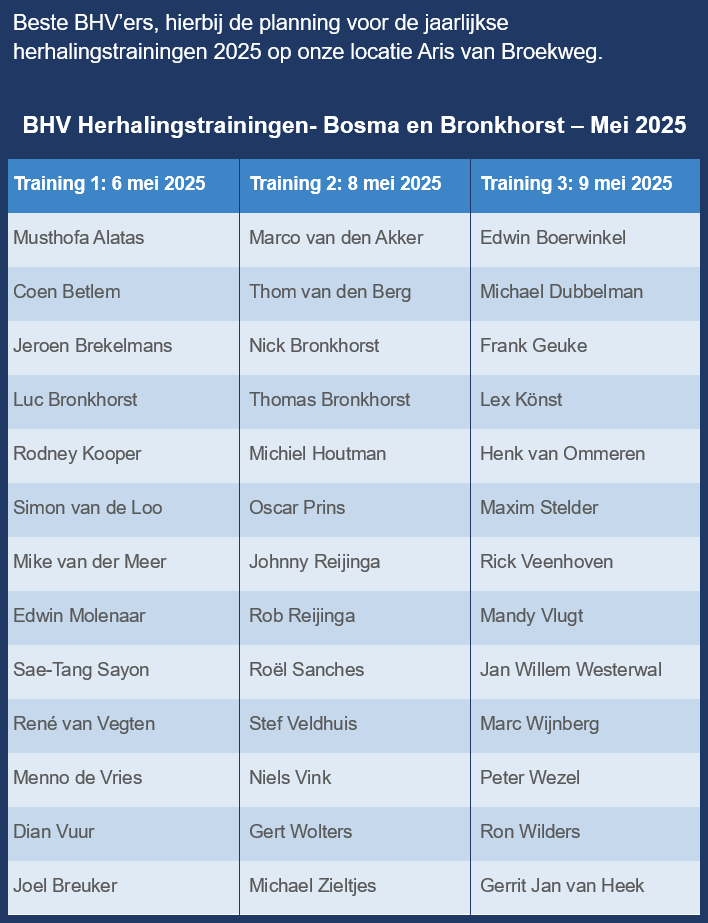 Beste BHV’ers, hierbij de planning voor de jaarlijkse
herhalingstrainingen 2025 op onze locatie Aris van Broekweg.
BHV Herhalingstrainingen- Bosma en Bronkhorst – Mei 2025
Training 1: 6 mei 2025 Training 2: 8 mei 2025 Training 3: 9 mei 2025
Musthofa Alatas Marco van den Akker Edwin Boerwinkel
Coen Betlem Thom van den Berg Michael Dubbelman
Jeroen Brekelmans Nick Bronkhorst Frank Geuke
Luc Bronkhorst Thomas Bronkhorst Lex Könst
Rodney Kooper Michiel Houtman Henk van Ommeren
Simon van de Loo Oscar Prins Maxim Stelder
Mike van der Meer Johnny Reijinga Rick Veenhoven
Edwin Molenaar Rob Reijinga Mandy Vlugt
Sae-Tang Sayon Roël Sanches Jan Willem Westerwal
René van Vegten Stef Veldhuis Marc Wijnberg
Menno de Vries Niels Vink Peter Wezel
Dian Vuur Gert Wolters Ron Wilders
Joel Breuker Michael Zieltjes Gerrit Jan van Heek